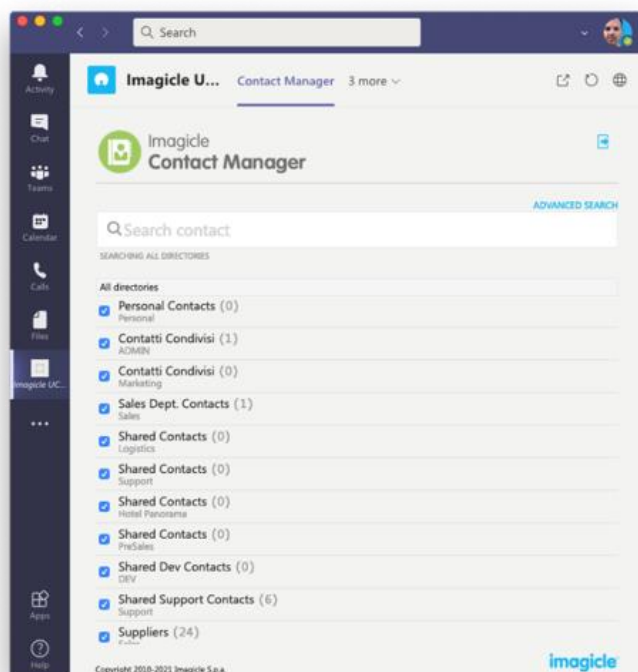 Search
Activity
Chat
Teams
Calendar
Calls
Files
Imagicle UC...
Apps
Help
Imagicle U...
Contact Manager
3 more
Imagicle
Contact Manager
ADVANCED SEARCH
Search contact
SEARCHING ALL DIRECTORIES
All directories
Personal Contacts (0)
Personal
Contatti Condivisi (1)
ADMIN
Contatti Condivisi (0)
Marketing
Sales Dept. Contacts (1)
Sales
Shared Contacts (0)
Logistics
Shared Contacts (0)
Support
Shared Contacts (0)
Hotel Panorama
Shared Contacts (0)
PreSales
Shared Dev Contacts (0)
DEV
Shared Support Contacts (6)
Support
Suppliers (24)
Sales
Copyright 2010-2021 Imagicle S.p.a.
imagicle